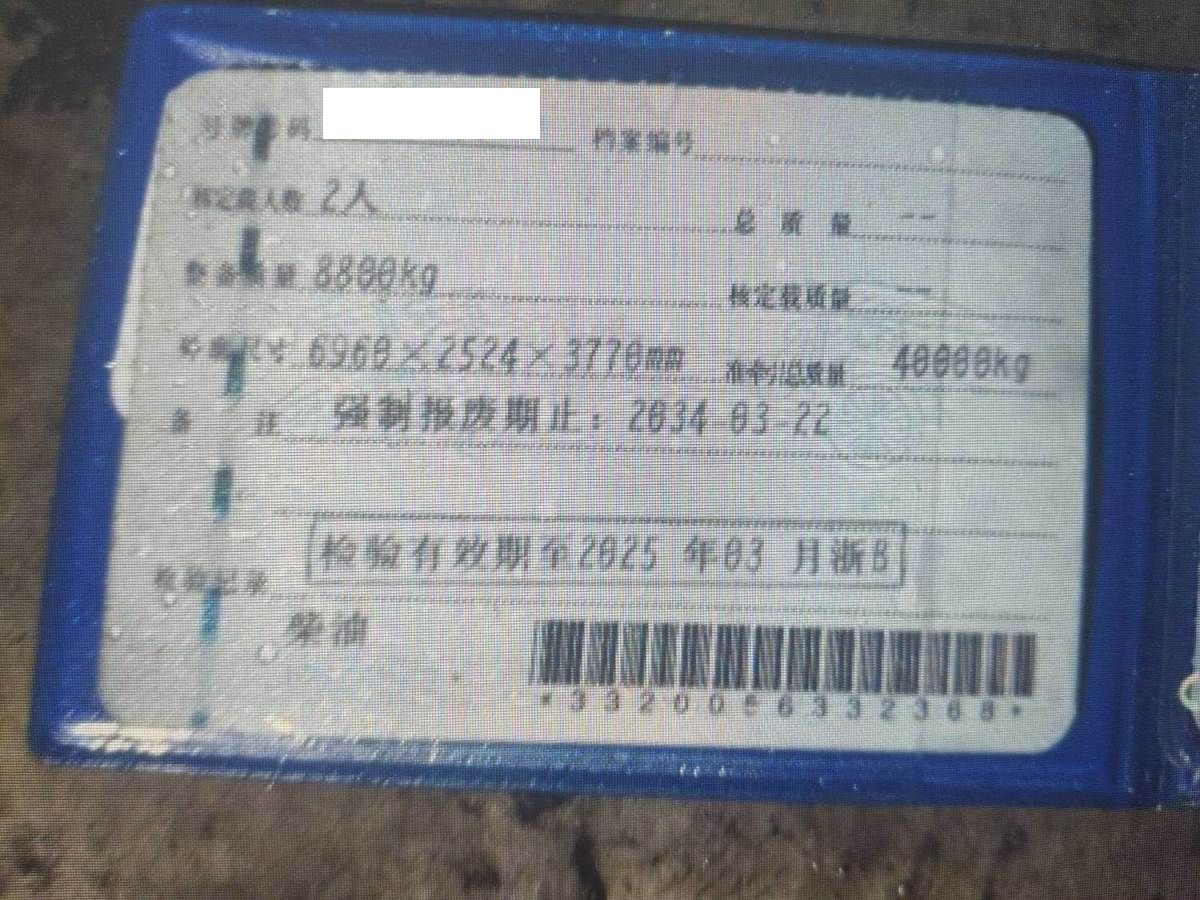 号牌号码 档案编号
核定载人数 2人 总质量 --
整备质量 8800kg 核定载质量 --
外廓尺寸 6960×2524×3770mm 准牵引总质量 40000kg
备注 强制报废期止:2034-03-22
检验有效期至2025 年03 月浙B
检验记录
柴油